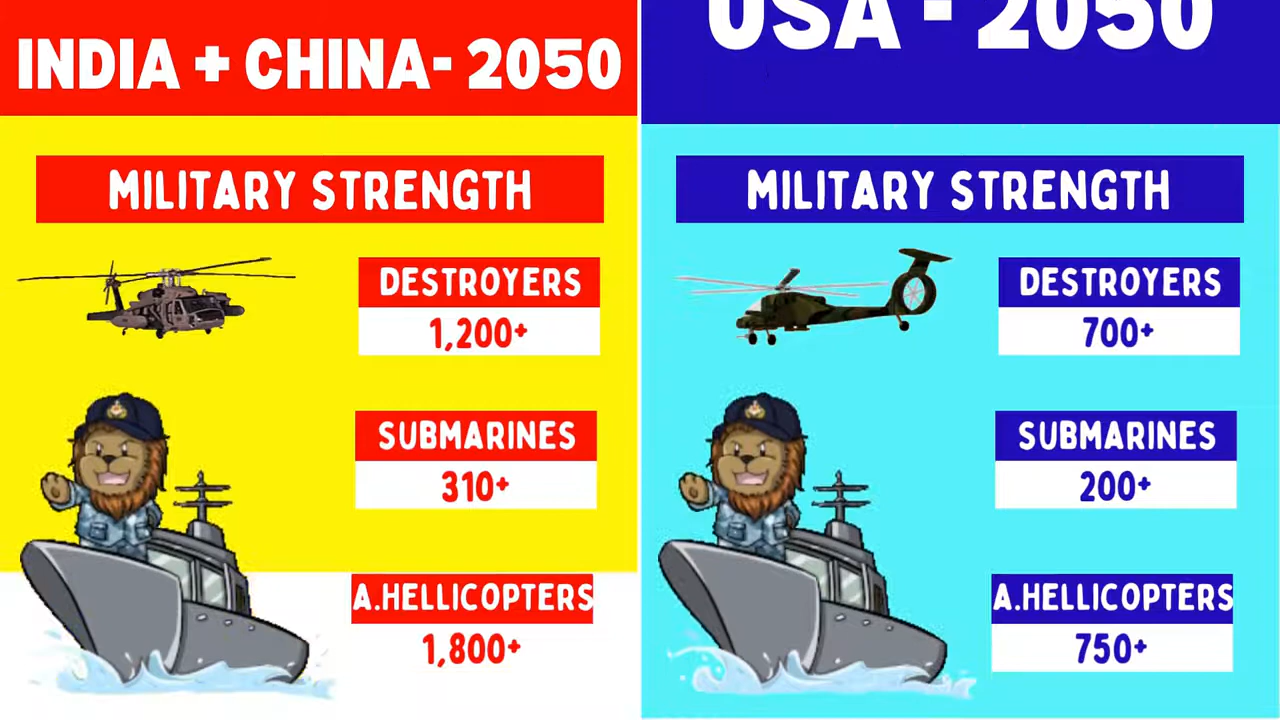 INDIA + CHINA- 2050
MILITARY STRENGTH
DESTROYERS
1,200+
SUBMARINES
310+
A.HELLICOPTERS
1,800+
USA - 2050
MILITARY STRENGTH
DESTROYERS
700+
SUBMARINES
200+
A.HELLICOPTERS
750+